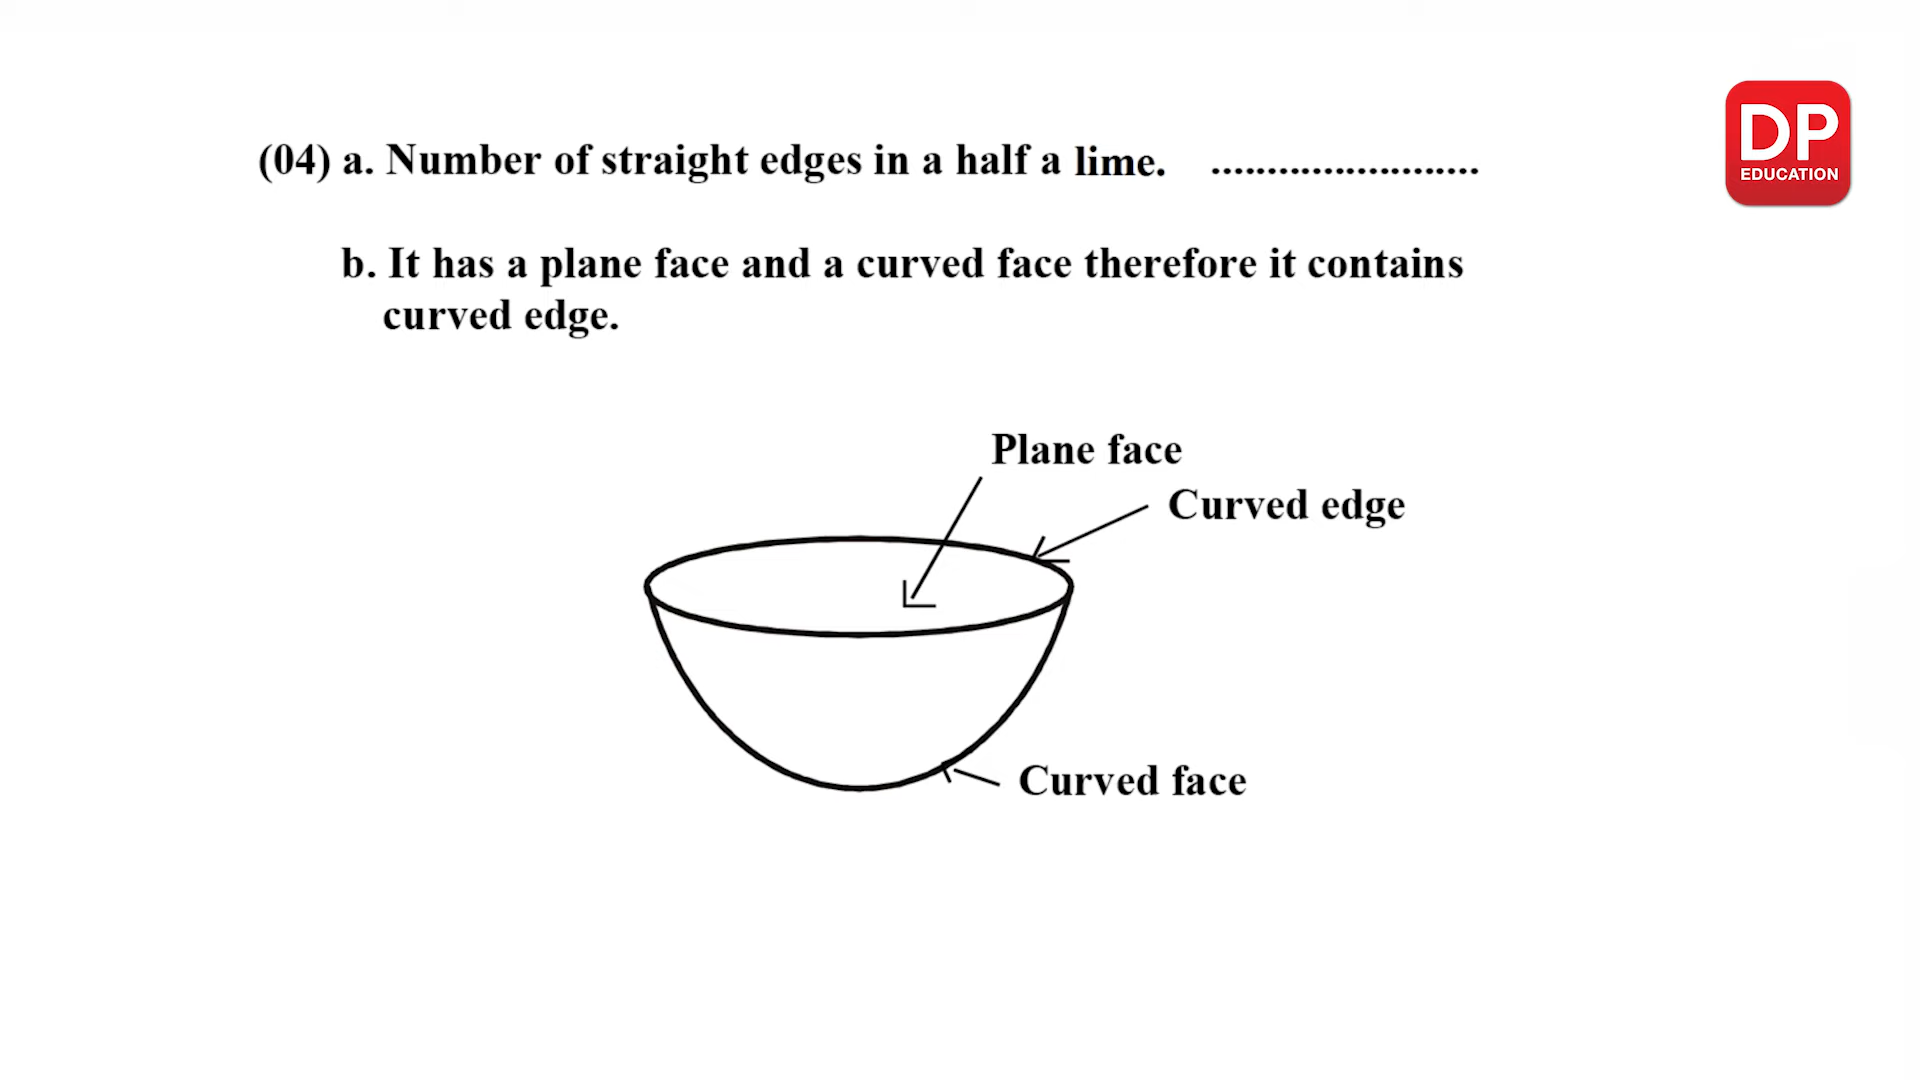 DP
EDUCATION
(04) a. Number of straight edges in a half a lime. ........................
b. It has a plane face and a curved face therefore it contains
curved edge.
Plane face
Curved edge
Curved face